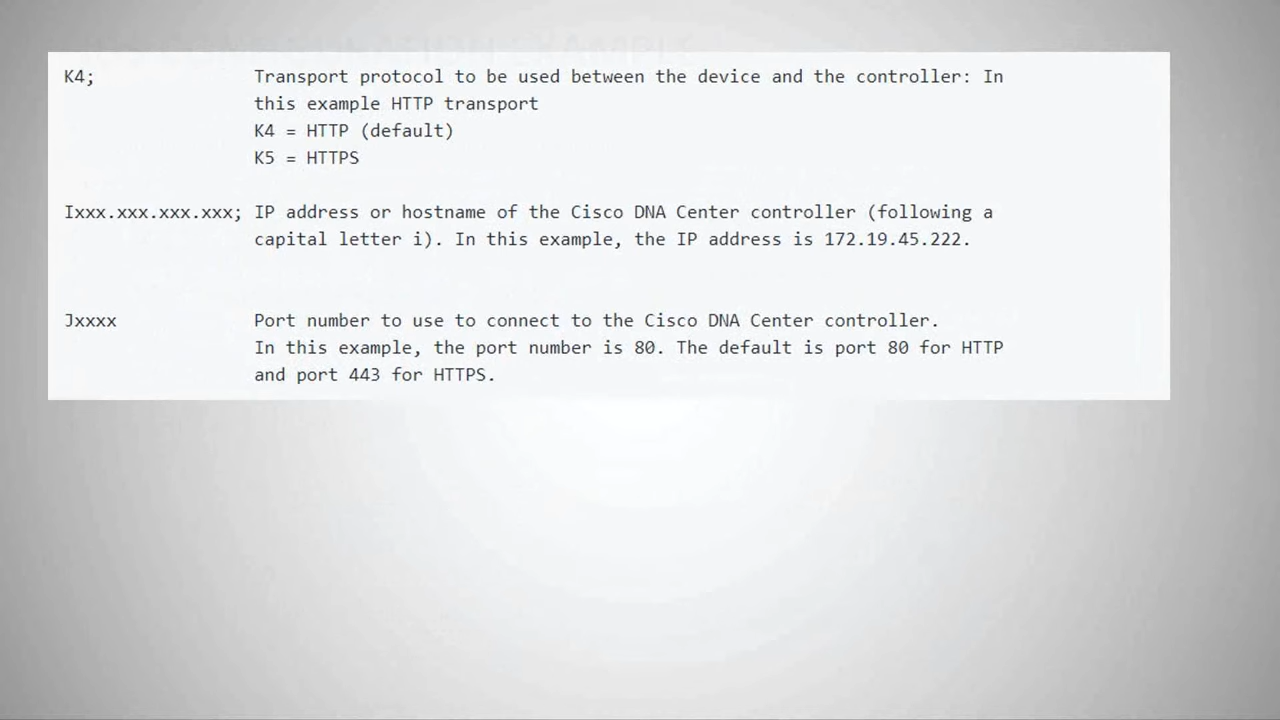 K4; Transport protocol to be used between the device and the controller: In
this example HTTP transport
K4 = HTTP (default)
K5 = HTTPS
Ixxx.xxx.xxx.xxx; IP address or hostname of the Cisco DNA Center controller (following a
capital letter i). In this example, the IP address is 172.19.45.222.
Jxxxx Port number to use to connect to the Cisco DNA Center controller.
In this example, the port number is 80. The default is port 80 for HTTP
and port 443 for HTTPS.